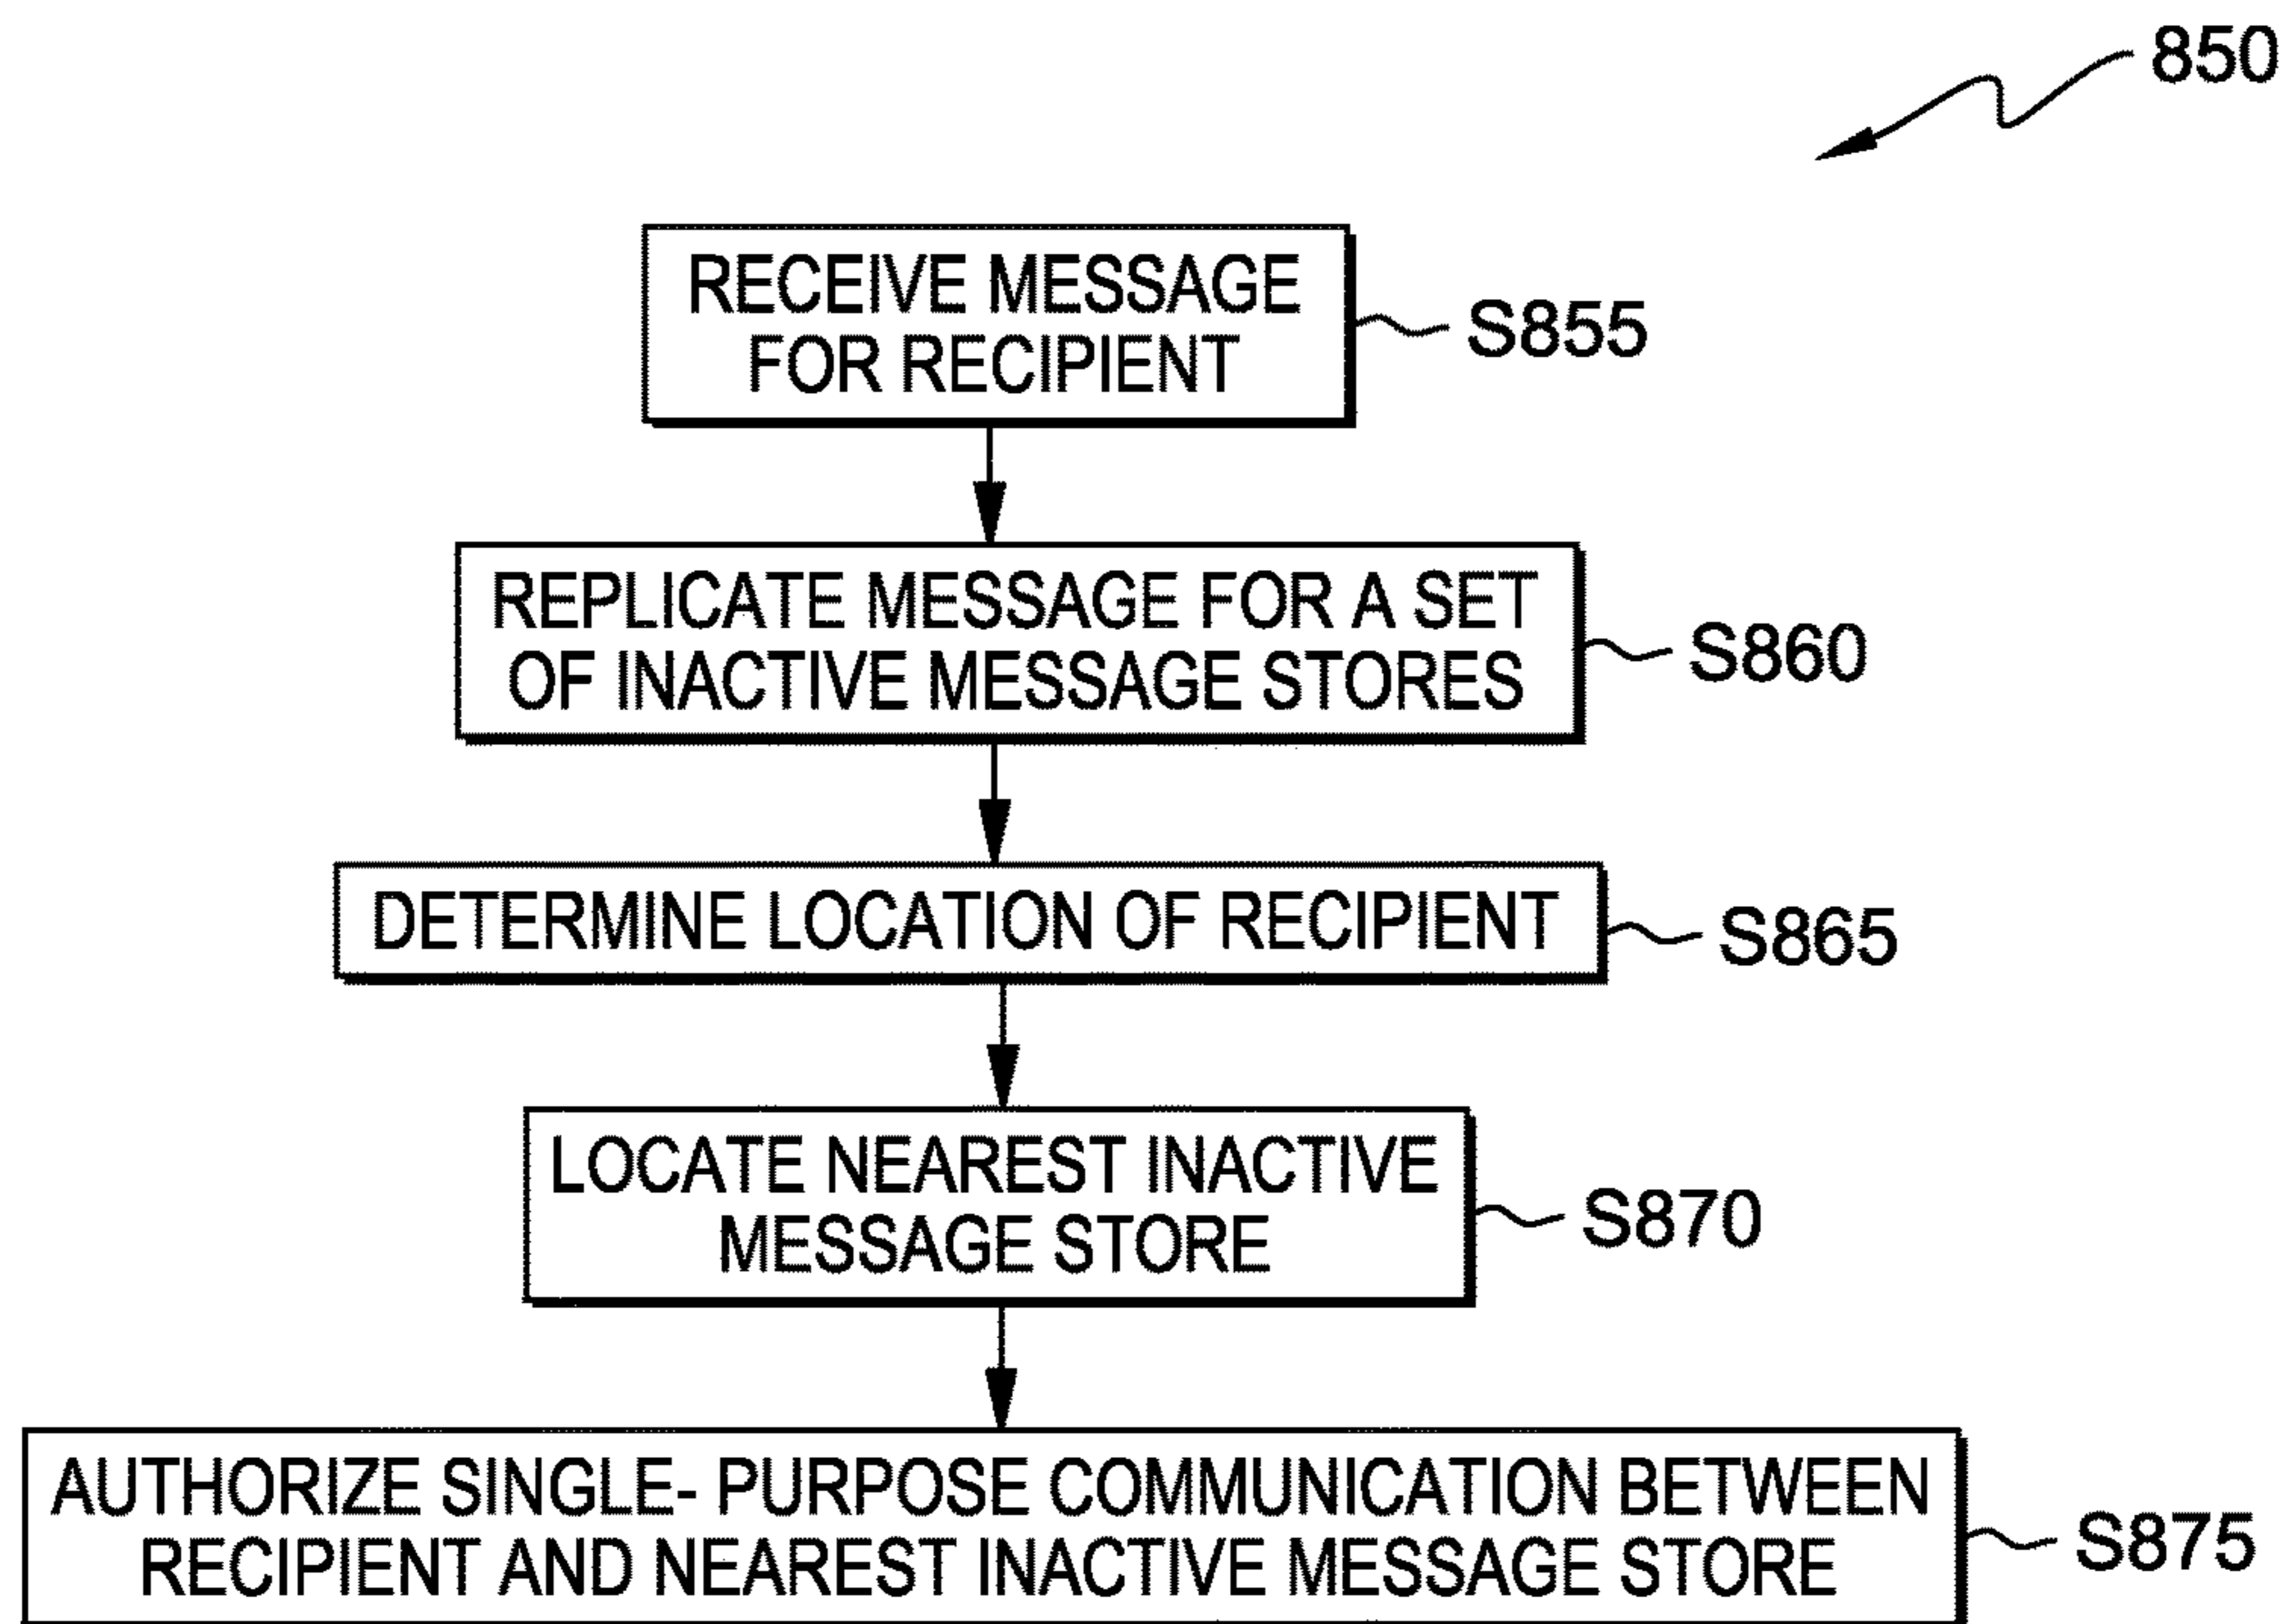 850
RECEIVE MESSAGE
FOR RECIPIENT
S855
REPLICATE MESSAGE FOR A SET
OF INACTIVE MESSAGE STORES
S860
DETERMINE LOCATION OF RECIPIENT
S865
LOCATE NEAREST INACTIVE
MESSAGE STORE
S870
AUTHORIZE SINGLE- PURPOSE COMMUNICATION BETWEEN
RECIPIENT AND NEAREST INACTIVE MESSAGE STORE
S875